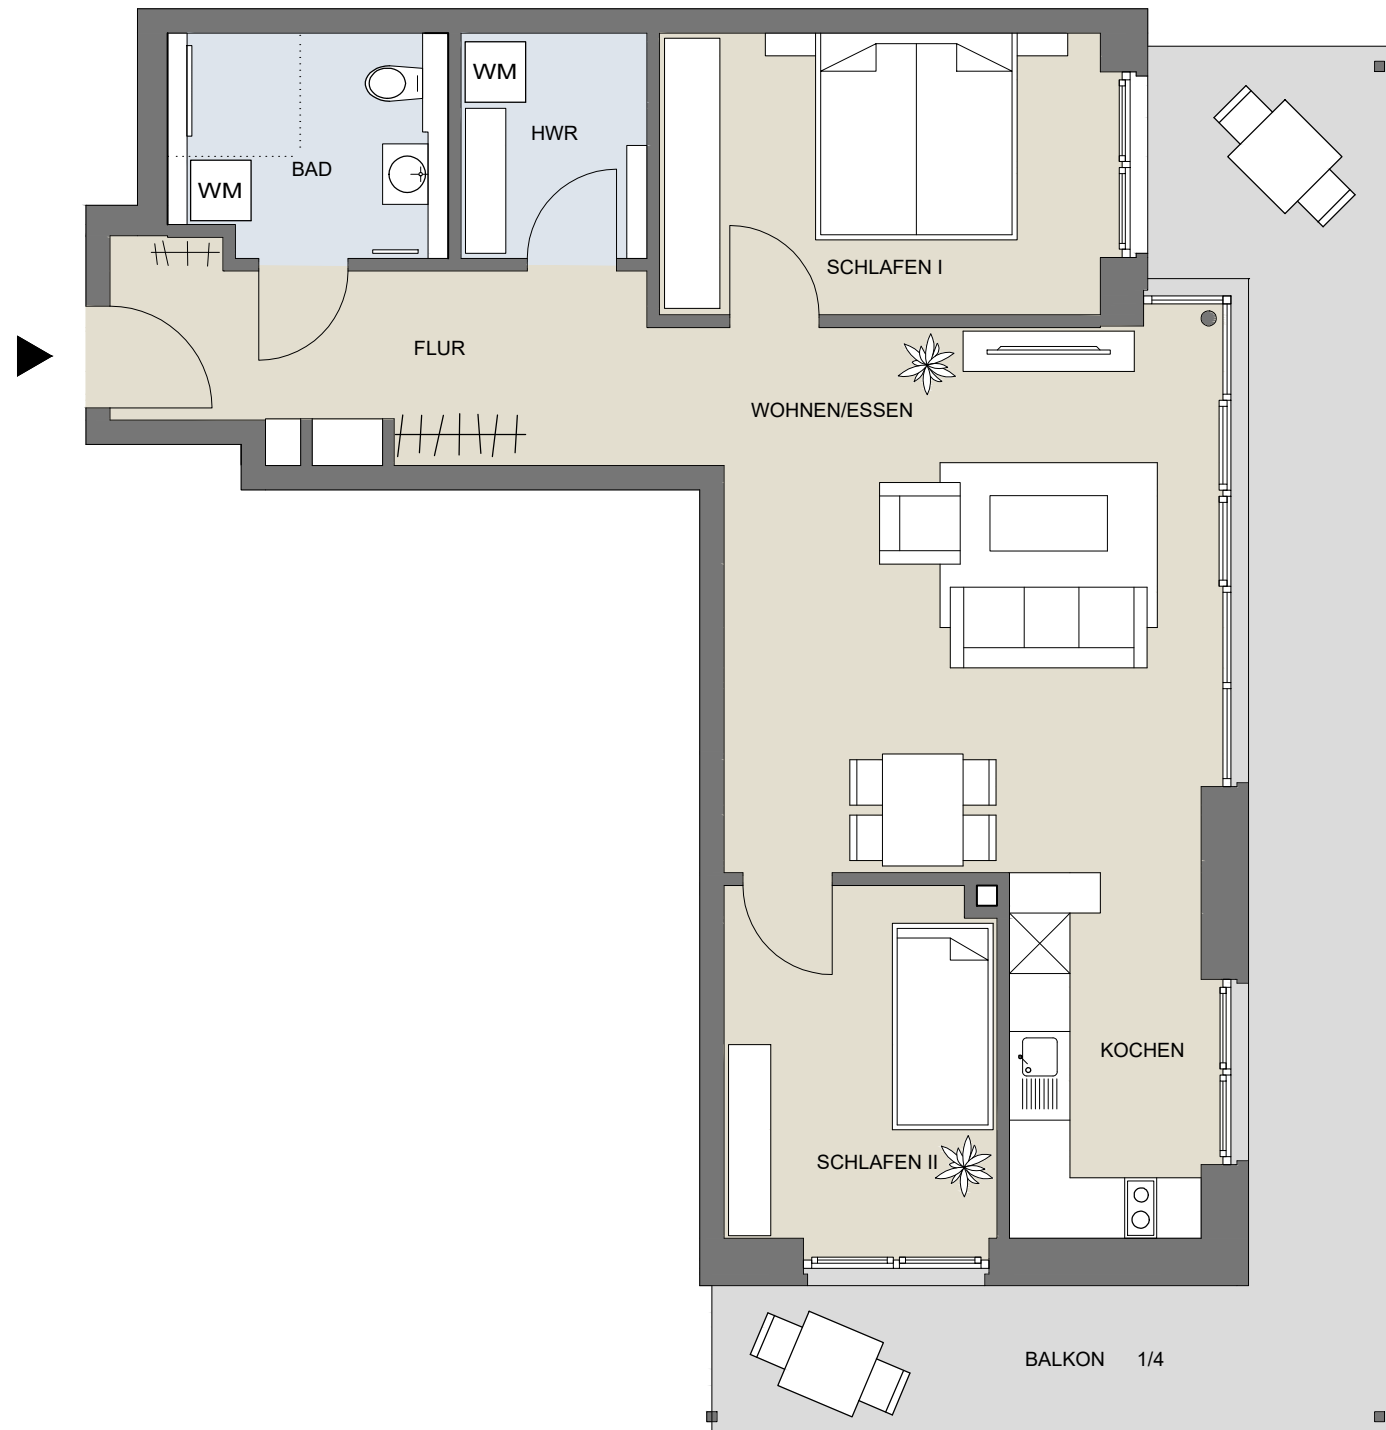 WM
HWR
BAD
WM
SCHLAFEN I
FLUR
WOHNEN/ESSEN
KOCHEN
SCHLAFEN II
BALKON 1/4